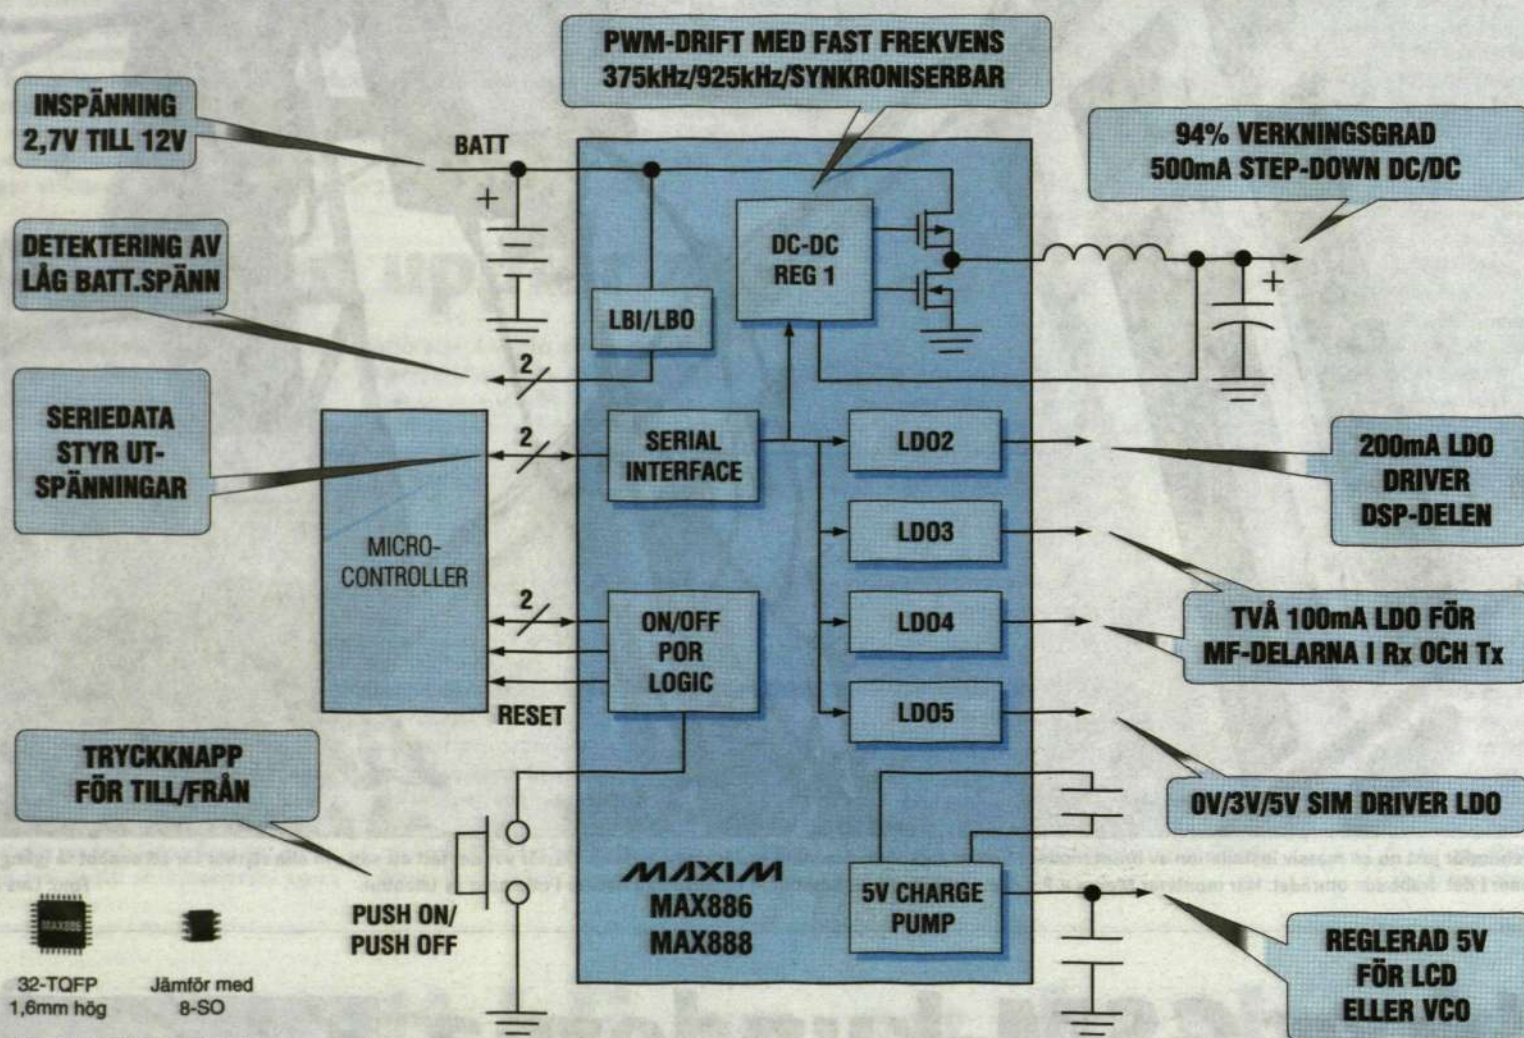 PWM-DRIFT MED FAST FREKVENS
375kHz/925kHz/SYNKRONISERBAR
INSPÄNNING
2,7V TILL 12V
BATT
+
94% VERKNINGSGRAD
500mA STEP-DOWN DC/DC
DETEKTERING AV
LÅG BATT.SPÄNN
DC-DC
REG 1
+
LBI/LBO
2
SERIEDATA
STYR UT-
SPÄNNINGAR
2
SERIAL
INTERFACE
LDO2
200mA LDO
DRIVER
DSP-DELEN
MICRO-
CONTROLLER
LDO3
2
ON/OFF
POR
LOGIC
LDO4
TVÅ 100mA LDO FÖR
MF-DELARNA I Rx OCH Tx
RESET
LDO5
TRYCKKNAPP
FÖR TILL/FRÅN
0V/3V/5V SIM DRIVER LDO
PUSH ON/
PUSH OFF
MAXIM
MAX886
MAX888
5V CHARGE
PUMP
REGLERAD 5V
FÖR LCD
ELLER VCO
MAX886
32-TQFP
1,6mm hög
Jämför med
8-SO